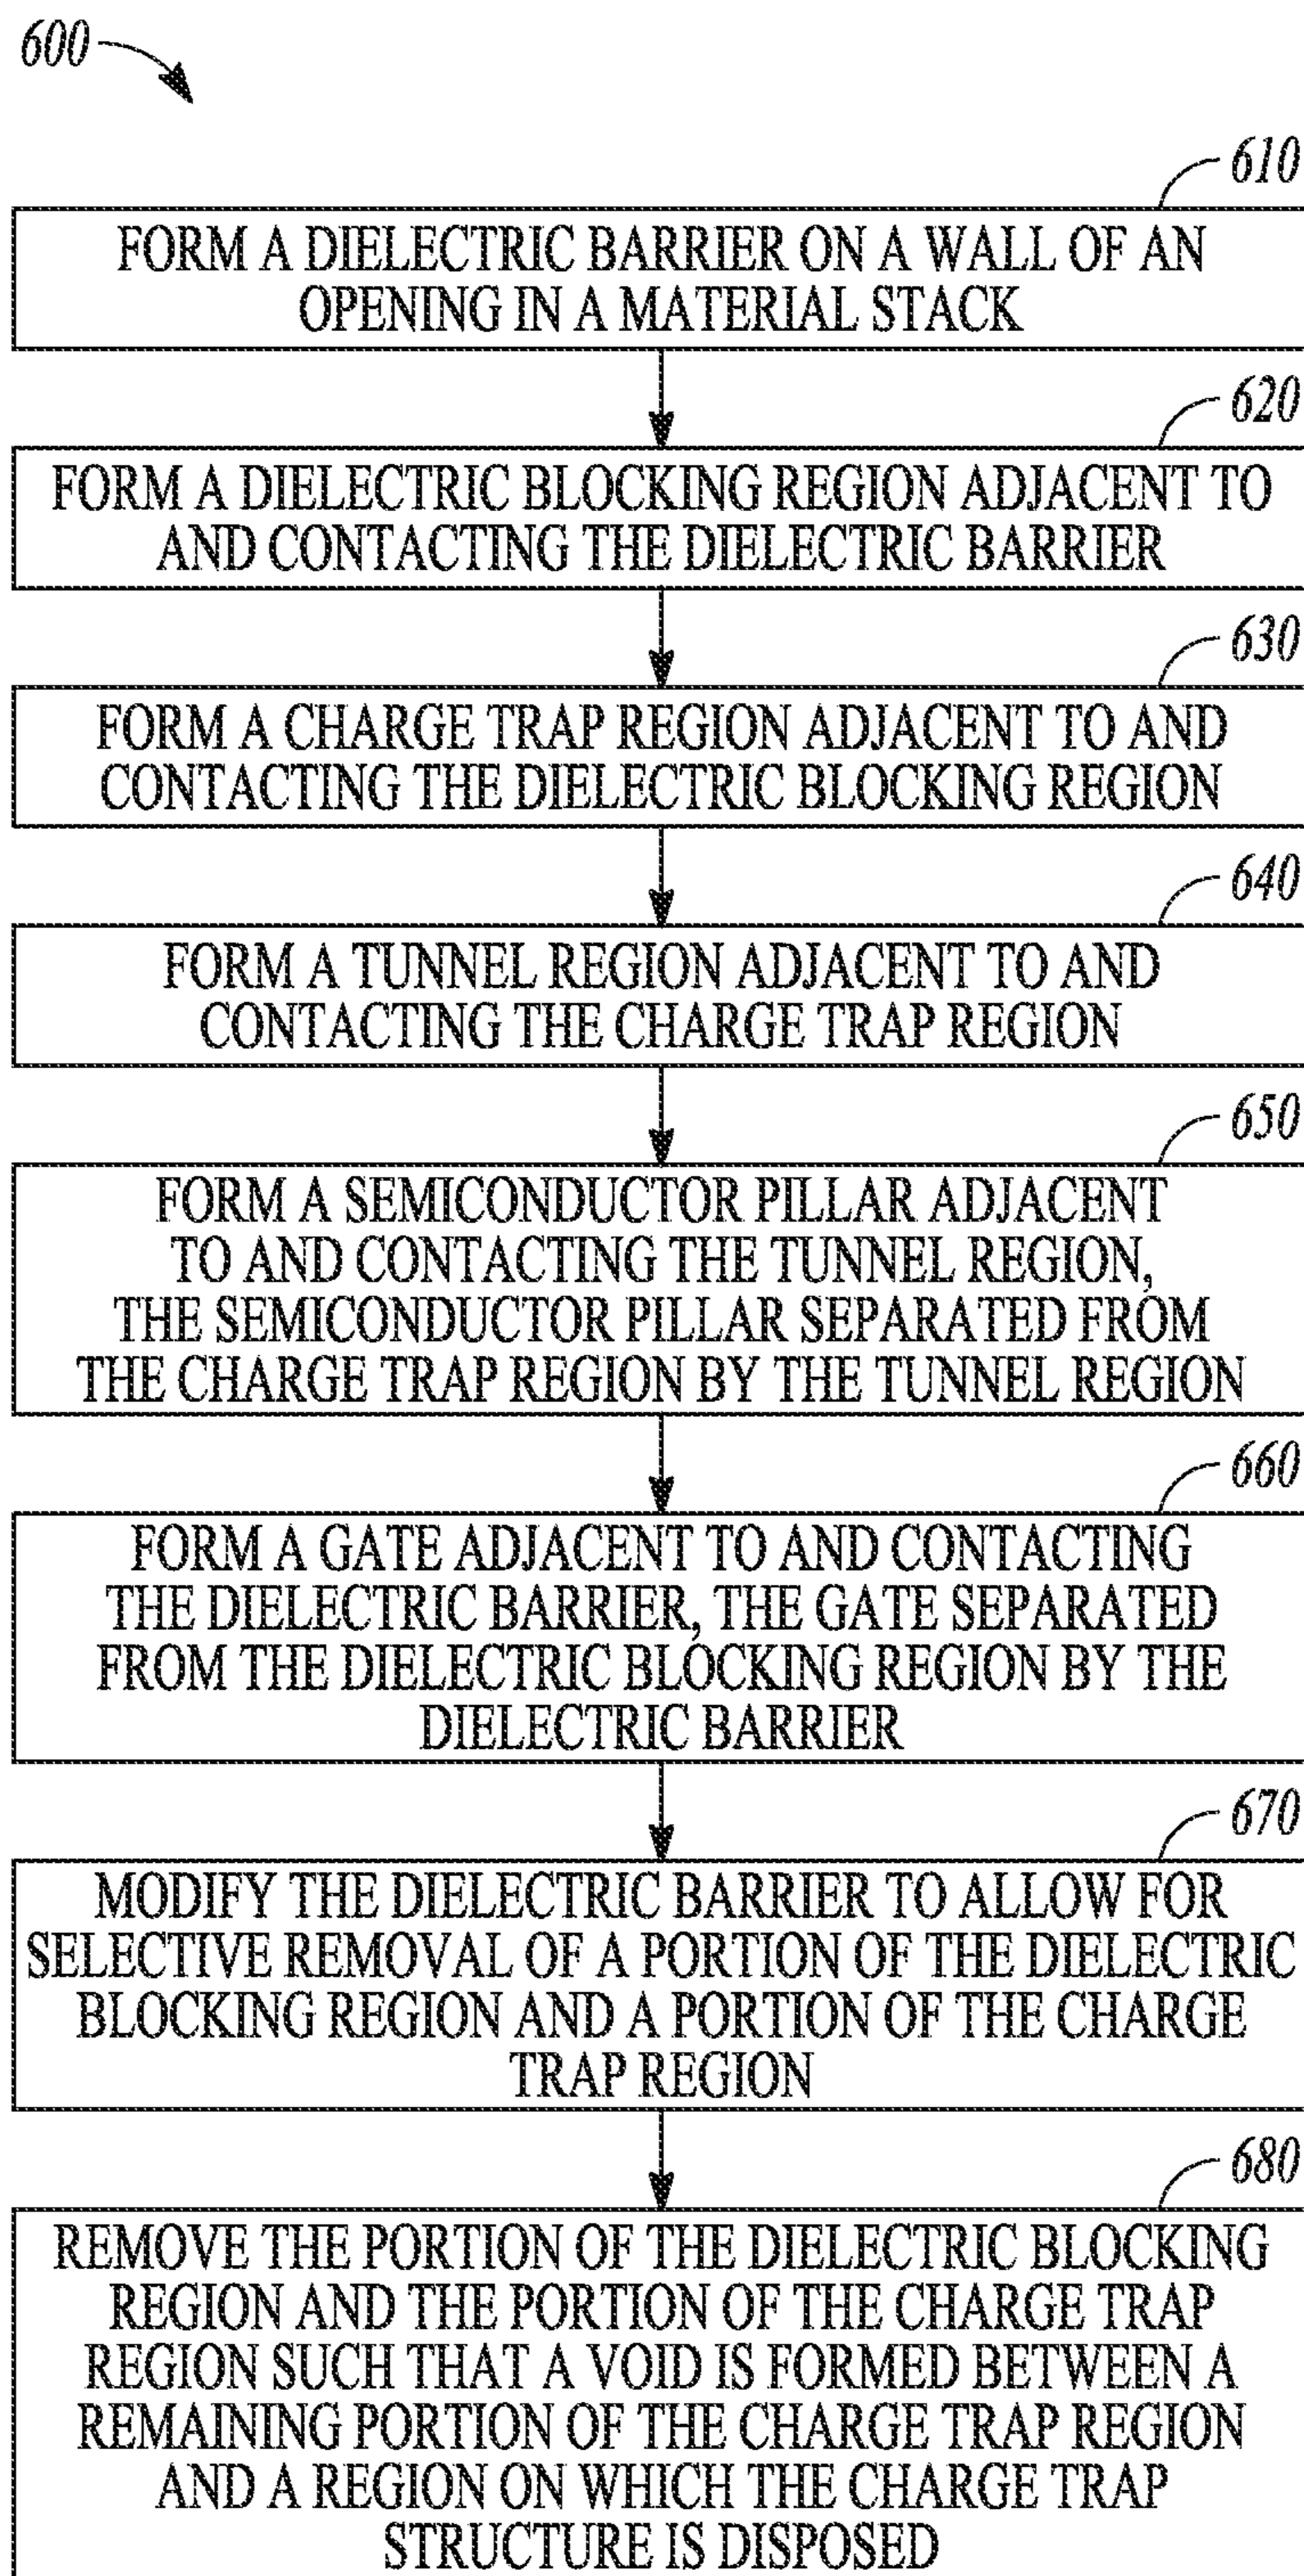 600
610
FORM A DIELECTRIC BARRIER ON A WALL OF AN
OPENING IN A MATERIAL STACK
620
FORM A DIELECTRIC BLOCKING REGION ADJACENT TO
AND CONTACTING THE DIELECTRIC BARRIER
630
FORM A CHARGE TRAP REGION ADJACENT TO AND
CONTACTING THE DIELECTRIC BLOCKING REGION
640
FORM A TUNNEL REGION ADJACENT TO AND
CONTACTING THE CHARGE TRAP REGION
650
FORM A SEMICONDUCTOR PILLAR ADJACENT
TO AND CONTACTING THE TUNNEL REGION,
THE SEMICONDUCTOR PILLAR SEPARATED FROM
THE CHARGE TRAP REGION BY THE TUNNEL REGION
660
FORM A GATE ADJACENT TO AND CONTACTING
THE DIELECTRIC BARRIER, THE GATE SEPARATED
FROM THE DIELECTRIC BLOCKING REGION BY THE
DIELECTRIC BARRIER
670
MODIFY THE DIELECTRIC BARRIER TO ALLOW FOR
SELECTIVE REMOVAL OF A PORTION OF THE DIELECTRIC
BLOCKING REGION AND A PORTION OF THE CHARGE
TRAP REGION
680
REMOVE THE PORTION OF THE DIELECTRIC BLOCKING
REGION AND THE PORTION OF THE CHARGE TRAP
REGION SUCH THAT A VOID IS FORMED BETWEEN A
REMAINING PORTION OF THE CHARGE TRAP REGION
AND A REGION ON WHICH THE CHARGE TRAP
STRUCTURE IS DISPOSED